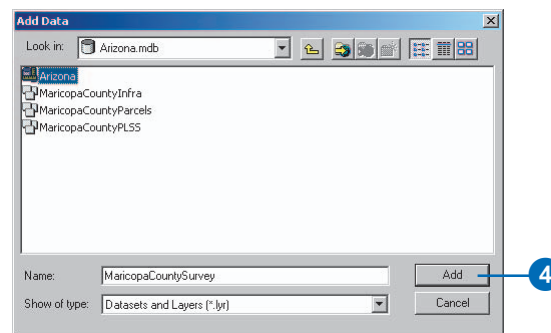 Add Data
Look in: Arizona.mdb
Arizona
MaricopaCountyInfra
MaricopaCountyParcels
MaricopaCountyPLSS
Name: MaricopaCountySurvey Add 4
Show of type: Datasets and Layers (*.lyr) Cancel